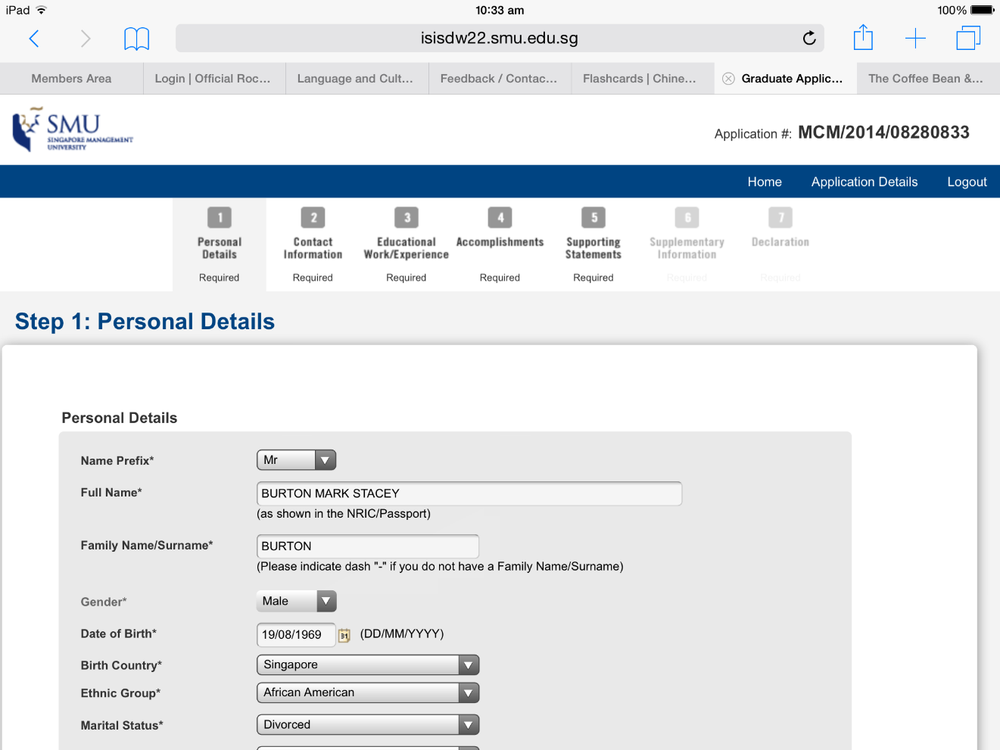 iPad 10:33 am 100%
isisdw22.smu.edu.sg
Members Area Login | Official Roc... Language and Cult... Feedback / Contac... Flashcards | Chine... Graduate Applic... The Coffee Bean &...
SMU
SINGAPORE MANAGEMENT
UNIVERSITY
Application #: MCM/2014/08280833
Home Application Details Logout
1 2 3 4 5 6 7
Personal Details Contact Information Educational Work/Experience Accomplishments Supporting Statements Supplementary Information Declaration
Required Required Required Required Required Required Required
Step 1: Personal Details
Personal Details
Name Prefix* Mr
Full Name* BURTON MARK STACEY
(as shown in the NRIC/Passport)
Family Name/Surname* BURTON
(Please indicate dash "-" if you do not have a Family Name/Surname)
Gender* Male
Date of Birth* 19/08/1969 31 (DD/MM/YYYY)
Birth Country* Singapore
Ethnic Group* African American
Marital Status* Divorced